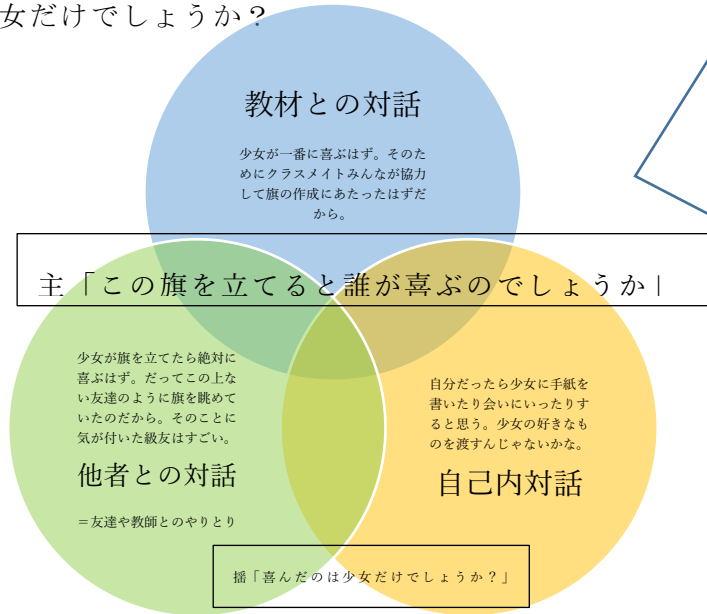 女だけでしょうか?
教材との対話
少女が一番に喜ぶはず。そのた
めにクラスメイトみんなが協力
して旗の作成にあたったはずだ
から。
主「この旗を立てると誰が喜ぶのでしょうか」
少女が旗を立てたら絶対に
喜ぶはず。だってこの上な
い友達のように旗を眺めて
いたのだから。そのことに
気が付いた級友はすごい。
他者との対話
=友達や教師とのやりとり
自分だったら少女に手紙を
書いたり会いにいったりす
ると思う。少女の好きなも
のを渡すんじゃないかな。
自己内対話
揺「喜んだのは少女だけでしょうか?」